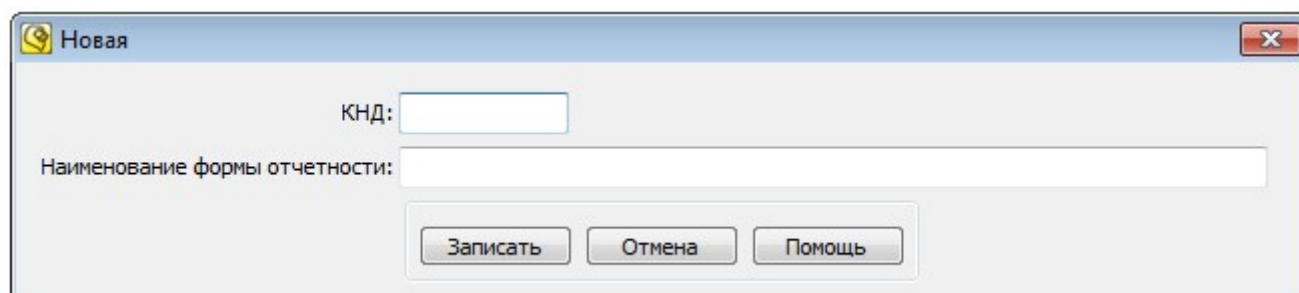 Новая
КНД:
Наименование формы отчетности:
Записать Отмена Помощь